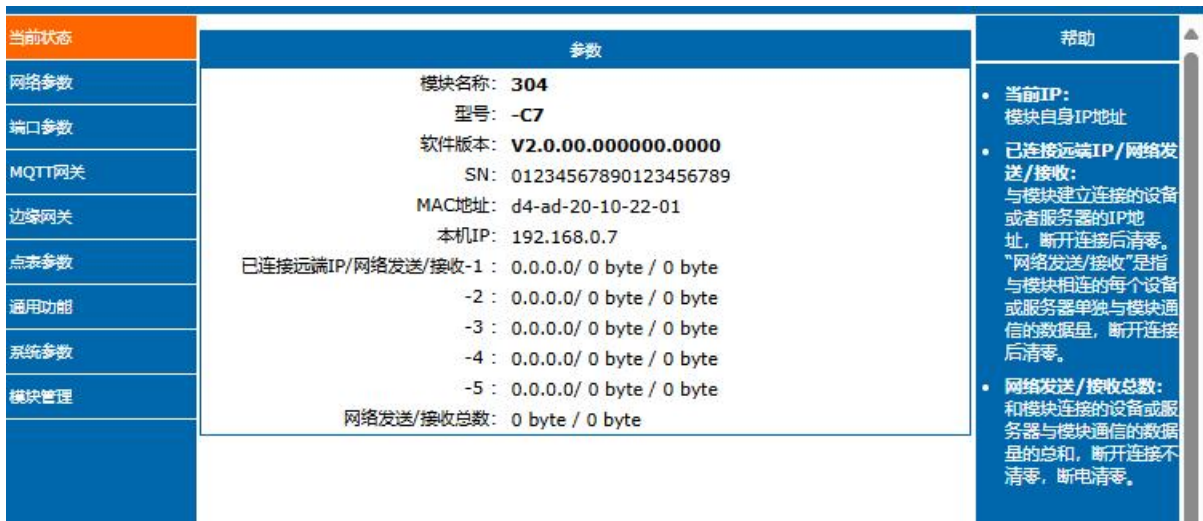 当前状态
网络参数
端口参数
MQTT网关
边缘网关
点表参数
通用功能
系统参数
模块管理
参数
模块名称: 304
型号: -C7
软件版本: V2.0.00.000000.0000
SN: 01234567890123456789
MAC地址: d4-ad-20-10-22-01
本机IP: 192.168.0.7
已连接远端IP/网络发送/接收-1 : 0.0.0.0/ 0 byte / 0 byte
-2 : 0.0.0.0/ 0 byte / 0 byte
-3 : 0.0.0.0/ 0 byte / 0 byte
-4 : 0.0.0.0/ 0 byte / 0 byte
-5 : 0.0.0.0/ 0 byte / 0 byte
网络发送/接收总数: 0 byte / 0 byte
帮助
• 当前IP:
模块自身IP地址
• 已连接远端IP/网络发
送/接收:
与模块建立连接的设备
或者服务器的IP地
址，断开连接后清零。
“网络发送/接收”是指
与模块相连的每个设备
或服务器单独与模块通
信的数据量，断开连接
后清零。
• 网络发送/接收总数:
和模块连接的设备或服
务器与模块通信的数据
量的总和，断开连接不
清零，断电清零。